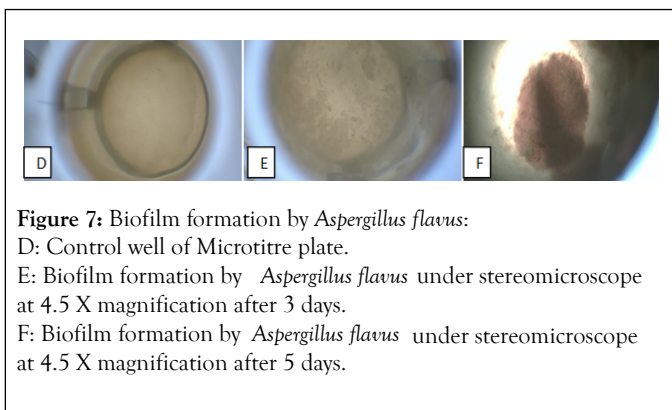 D E F
Figure 7: Biofilm formation by Aspergillus flavus:
D: Control well of Microtitre plate.
E: Biofilm formation by Aspergillus flavus under stereomicroscope
at 4.5 X magnification after 3 days.
F: Biofilm formation by Aspergillus flavus under stereomicroscope
at 4.5 X magnification after 5 days.